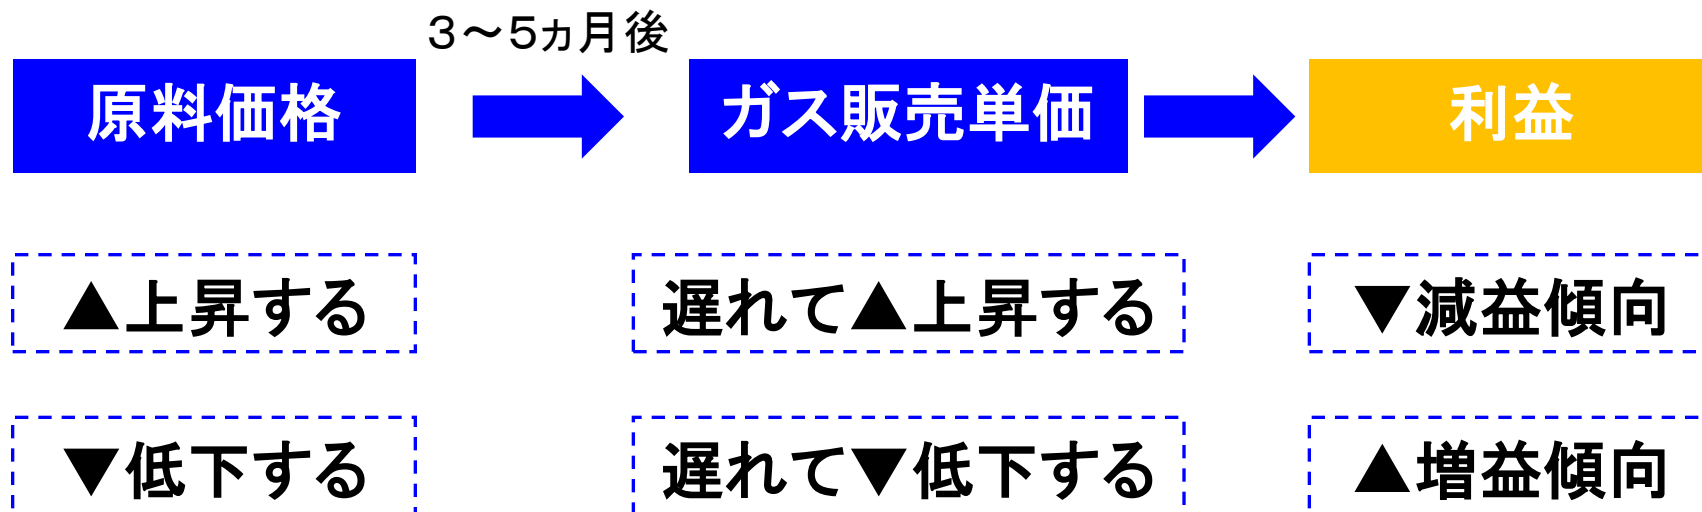 ３～５ヵ月後
原料価格 ガス販売単価 利益
▲上昇する 遅れて▲上昇する ▼減益傾向
▼低下する 遅れて▼低下する ▲増益傾向